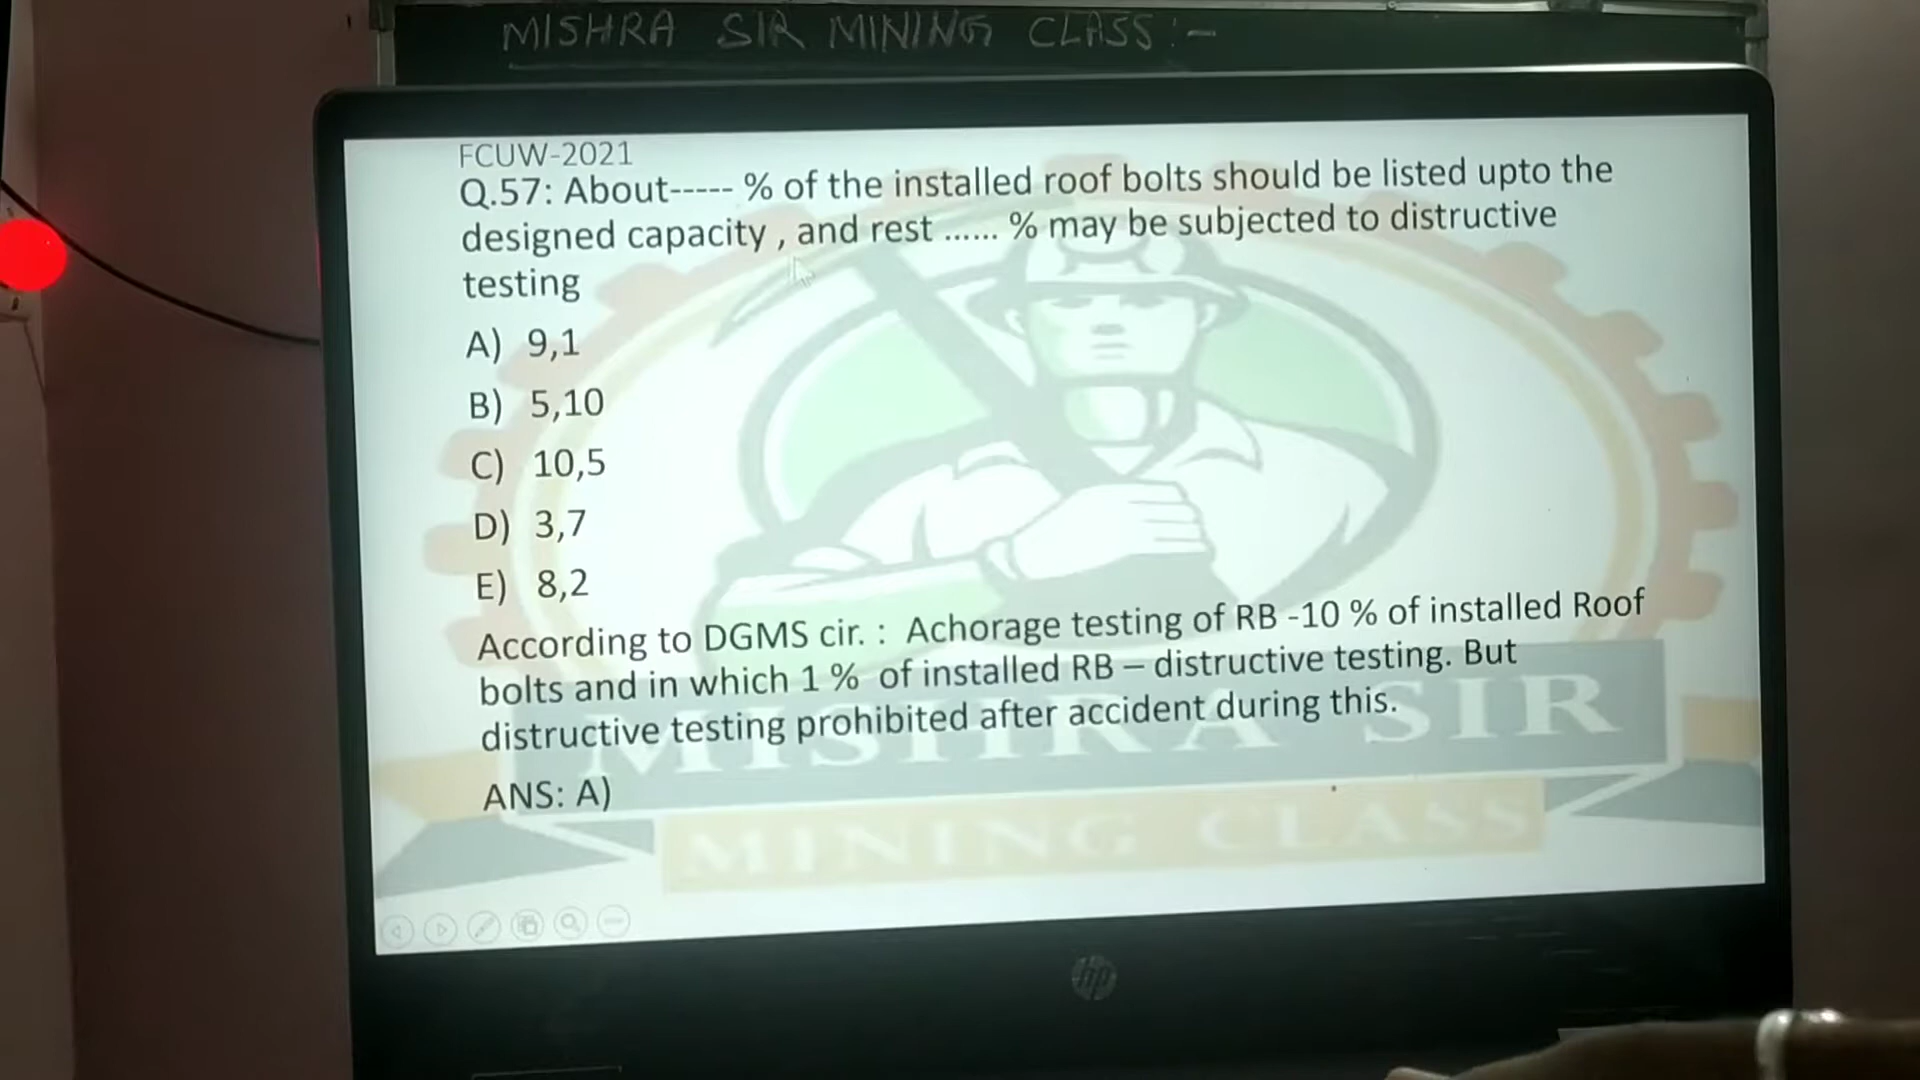 MISHRA SIR MINING CLASS :-
FCUW-2021
Q.57: About----- % of the installed roof bolts should be listed upto the
designed capacity , and rest ...... % may be subjected to distructive
testing
A) 9,1
B) 5,10
C) 10,5
D) 3,7
E) 8,2
According to DGMS cir. : Achorage testing of RB -10 % of installed Roof
bolts and in which 1 % of installed RB – distructive testing. But
distructive testing prohibited after accident during this.
MISHRA SIR
ANS: A)
MINING CLASS
hp